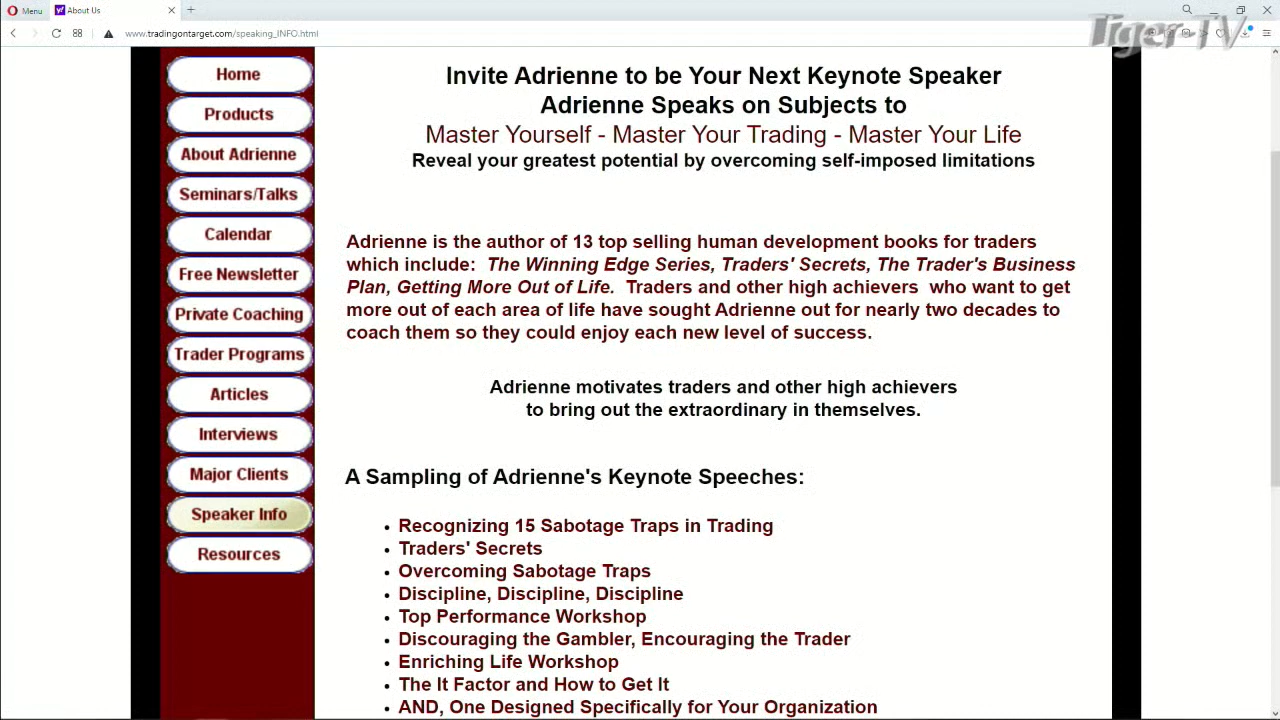 Menu
About Us
Tiger-TV
www.tradingontarget.com/speaking_INFO.html
Home
Products
About Adrienne
Seminars/Talks
Calendar
Free Newsletter
Private Coaching
Trader Programs
Articles
Interviews
Major Clients
Speaker Info
Resources
Invite Adrienne to be Your Next Keynote Speaker
Adrienne Speaks on Subjects to
Master Yourself - Master Your Trading - Master Your Life
Reveal your greatest potential by overcoming self-imposed limitations
Adrienne is the author of 13 top selling human development books for traders
which include: The Winning Edge Series, Traders' Secrets, The Trader's Business
Plan, Getting More Out of Life. Traders and other high achievers who want to get
more out of each area of life have sought Adrienne out for nearly two decades to
coach them so they could enjoy each new level of success.
Adrienne motivates traders and other high achievers
to bring out the extraordinary in themselves.
A Sampling of Adrienne's Keynote Speeches:
• Recognizing 15 Sabotage Traps in Trading
• Traders' Secrets
• Overcoming Sabotage Traps
• Discipline, Discipline, Discipline
• Top Performance Workshop
• Discouraging the Gambler, Encouraging the Trader
• Enriching Life Workshop
• The It Factor and How to Get It
• AND, One Designed Specifically for Your Organization